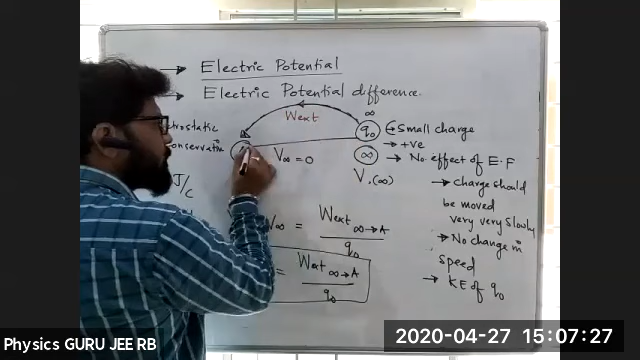 → Electric Potential
→ Electric Potential difference.
Wext
∞
q₀
→ Small charge
→ +ve
∞
→ No effect of E.F
V∞ = 0
V.(∞)
J/C
→ charge should
be moved
very very slowly
→ No change in
speed
→ KE of q₀
V∞ = Wext ∞→A
q₀
= Wext ∞→A
q₀
Physics GURU JEE RB
2020-04-27 15:07:27